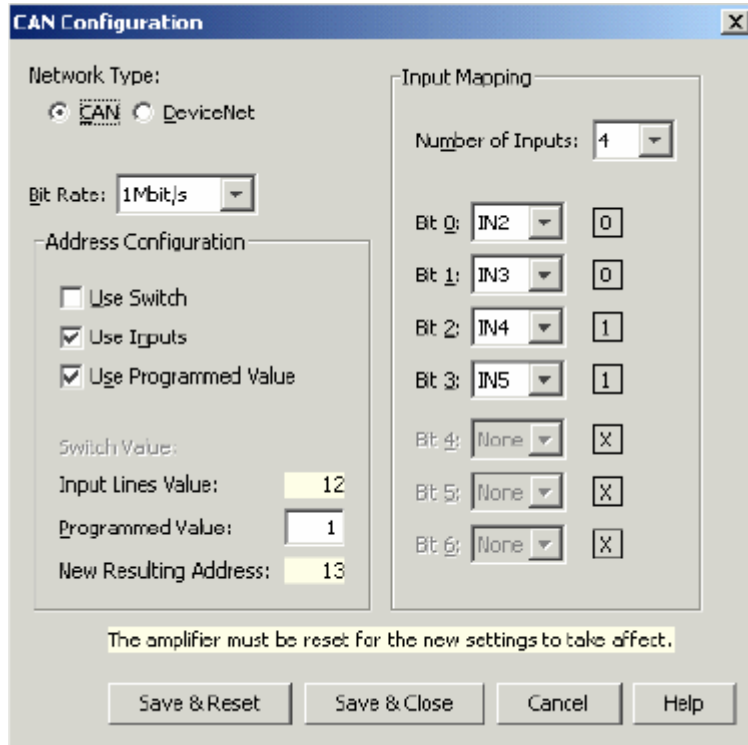 CAN Configuration
Network Type:
CAN DeviceNet
Bit Rate: 1Mbit/s
Address Configuration
Use Switch
Use Inputs
Use Programmed Value
Switch Value:
Input Lines Value: 12
Programmed Value: 1
New Resulting Address: 13
Input Mapping
Number of Inputs: 4
Bit 0: IN2 0
Bit 1: IN3 0
Bit 2: IN4 1
Bit 3: IN5 1
Bit 4: None X
Bit 5: None X
Bit 6: None X
The amplifier must be reset for the new settings to take affect.
Save & Reset Save & Close Cancel Help